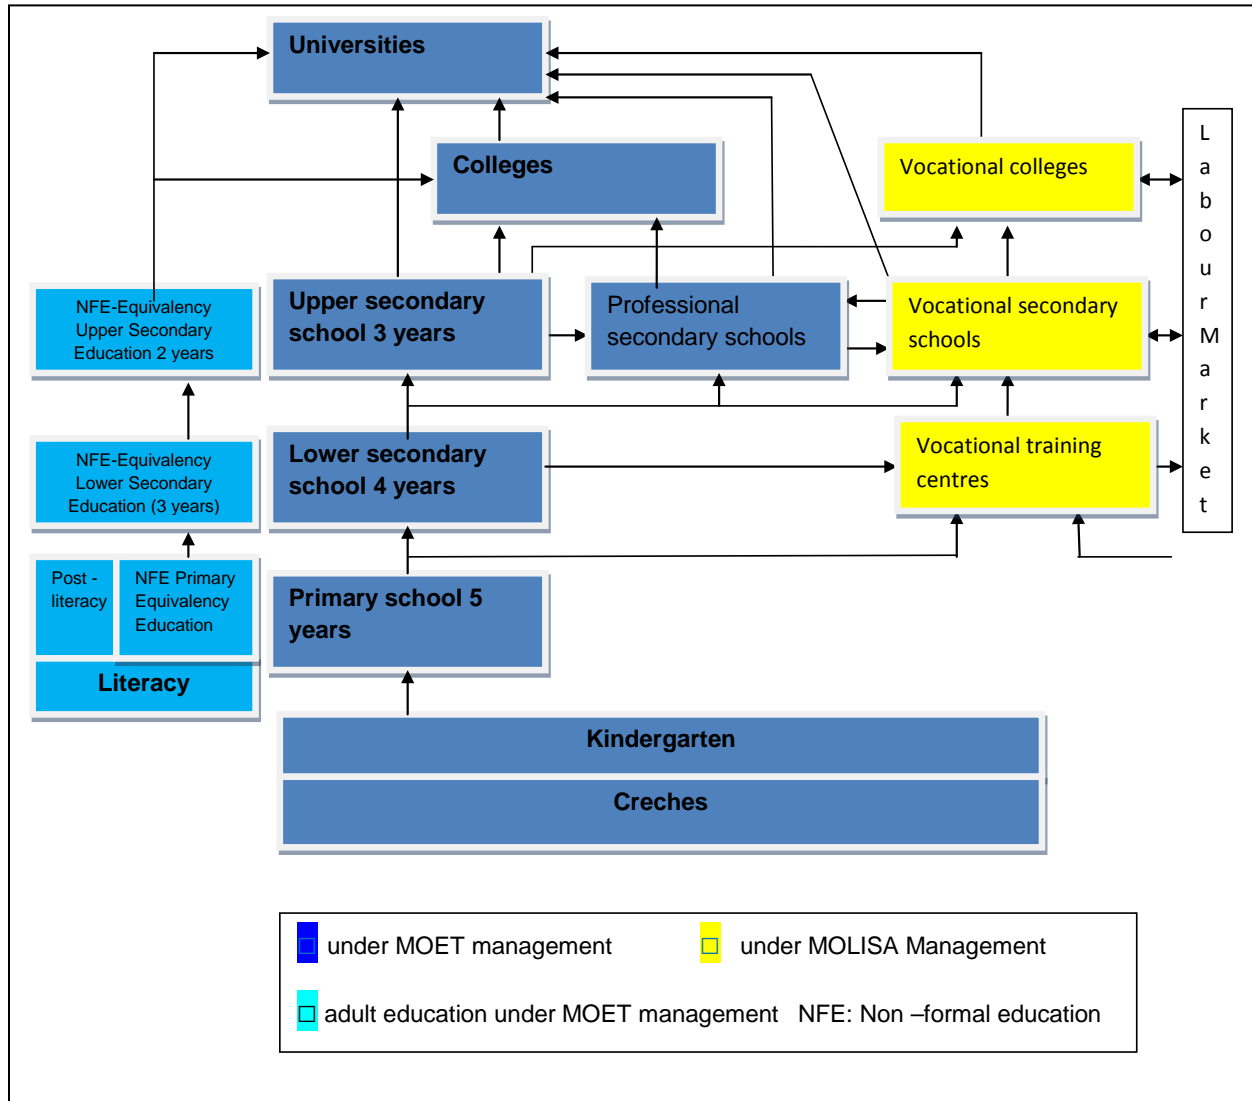 Universities
Colleges
Vocational colleges
NFE-Equivalency
Upper Secondary
Education 2 years
Upper secondary
school 3 years
Professional
secondary schools
Vocational secondary
schools
NFE-Equivalency
Lower Secondary
Education (3 years)
Lower secondary
school 4 years
Vocational training
centres
L
a
b
o
u
r
M
a
r
k
e
t
Post -
literacy
NFE Primary
Equivalency
Education
Literacy
Primary school 5
years
Kindergarten
Creches
under MOET management
under MOLISA Management
adult education under MOET management NFE: Non –formal education